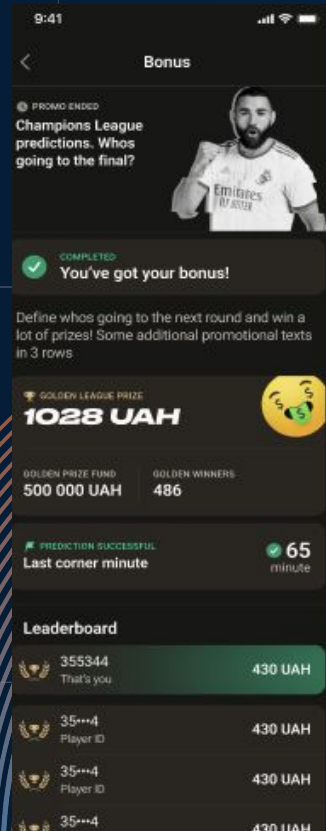 9:41
Bonus
PROMO ENDED
Champions League
predictions. Whos
going to the final?
Emirates
FLY BETTER
COMPLETED
You've got your bonus!
Define whos going to the next round and win a
lot of prizes! Some additional promotional texts
in 3 rows
GOLDEN LEAGUE PRIZE
1028 UAH
GOLDEN PRIZE FUND GOLDEN WINNERS
500 000 UAH 486
PREDICTION SUCCESSFUL
Last corner minute
65
minute
Leaderboard
355344
That's you
430 UAH
35•••4
Player ID
430 UAH
35•••4
Player ID
430 UAH
35•••4
430 UAH